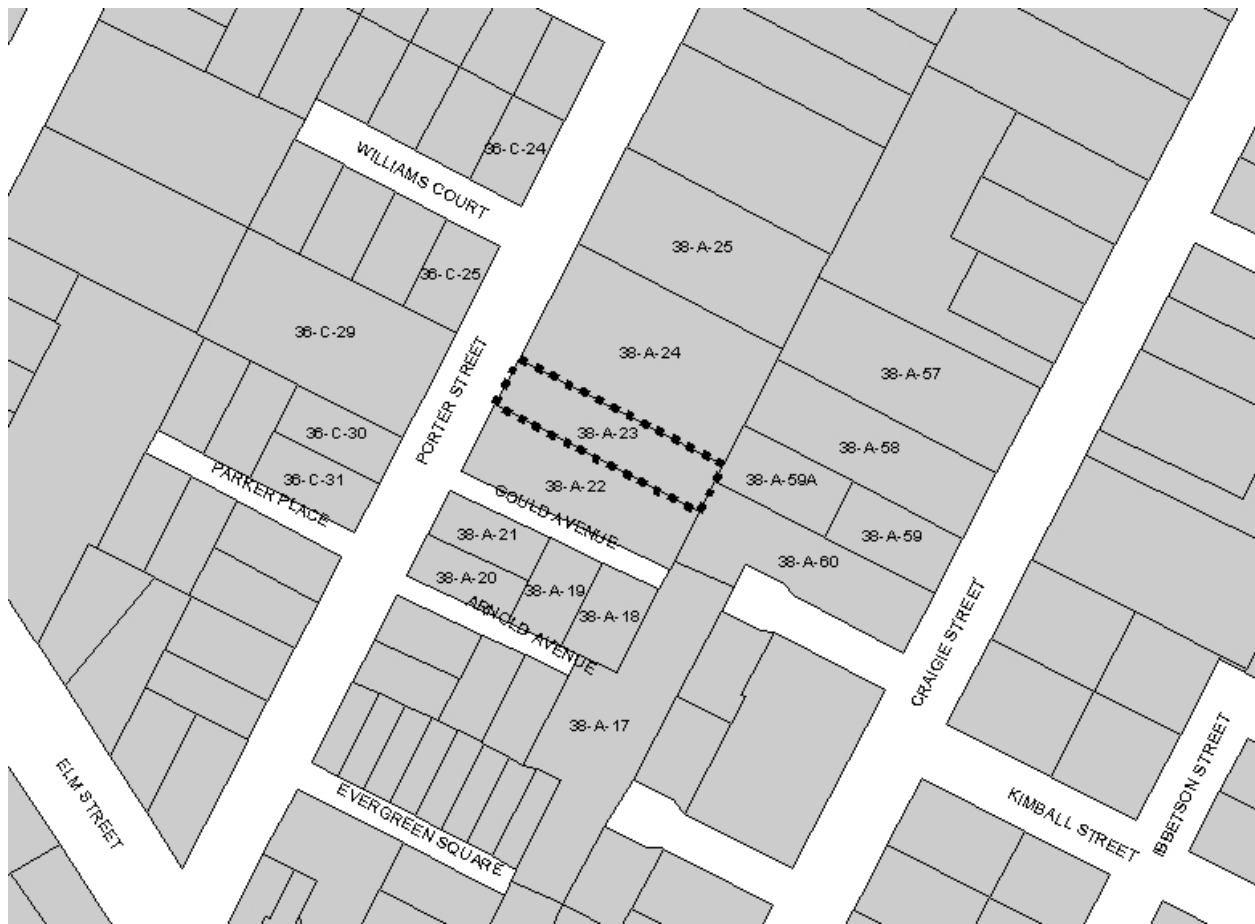 36-C-24
WILLIAMS COURT
38-A-25
36-C-25
36-C-29
38-A-24
38-A-57
PORTER STREET
36-C-30
38-A-23
38-A-58
36-C-31
PARKER PLACE
38-A-22
38-A-59A
GOULD AVENUE
38-A-21
38-A-59
38-A-60
38-A-20
38-A-19
38-A-18
ARNOLD AVENUE
CRAIGIE STREET
38-A-17
ELM STREET
EVERGREEN SQUARE
KIMBALL STREET
IBBETSON STREET